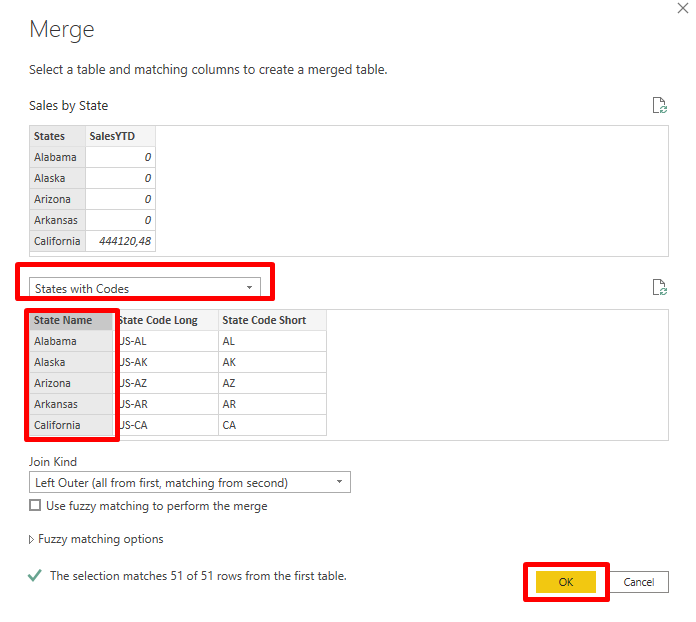 Merge
Select a table and matching columns to create a merged table.
Sales by State
States SalesYTD
Alabama 0
Alaska 0
Arizona 0
Arkansas 0
California 444120,48
States with Codes
State Name State Code Long State Code Short
Alabama US-AL AL
Alaska US-AK AK
Arizona US-AZ AZ
Arkansas US-AR AR
California US-CA CA
Join Kind
Left Outer (all from first, matching from second)
Use fuzzy matching to perform the merge
Fuzzy matching options
The selection matches 51 of 51 rows from the first table.
OK Cancel